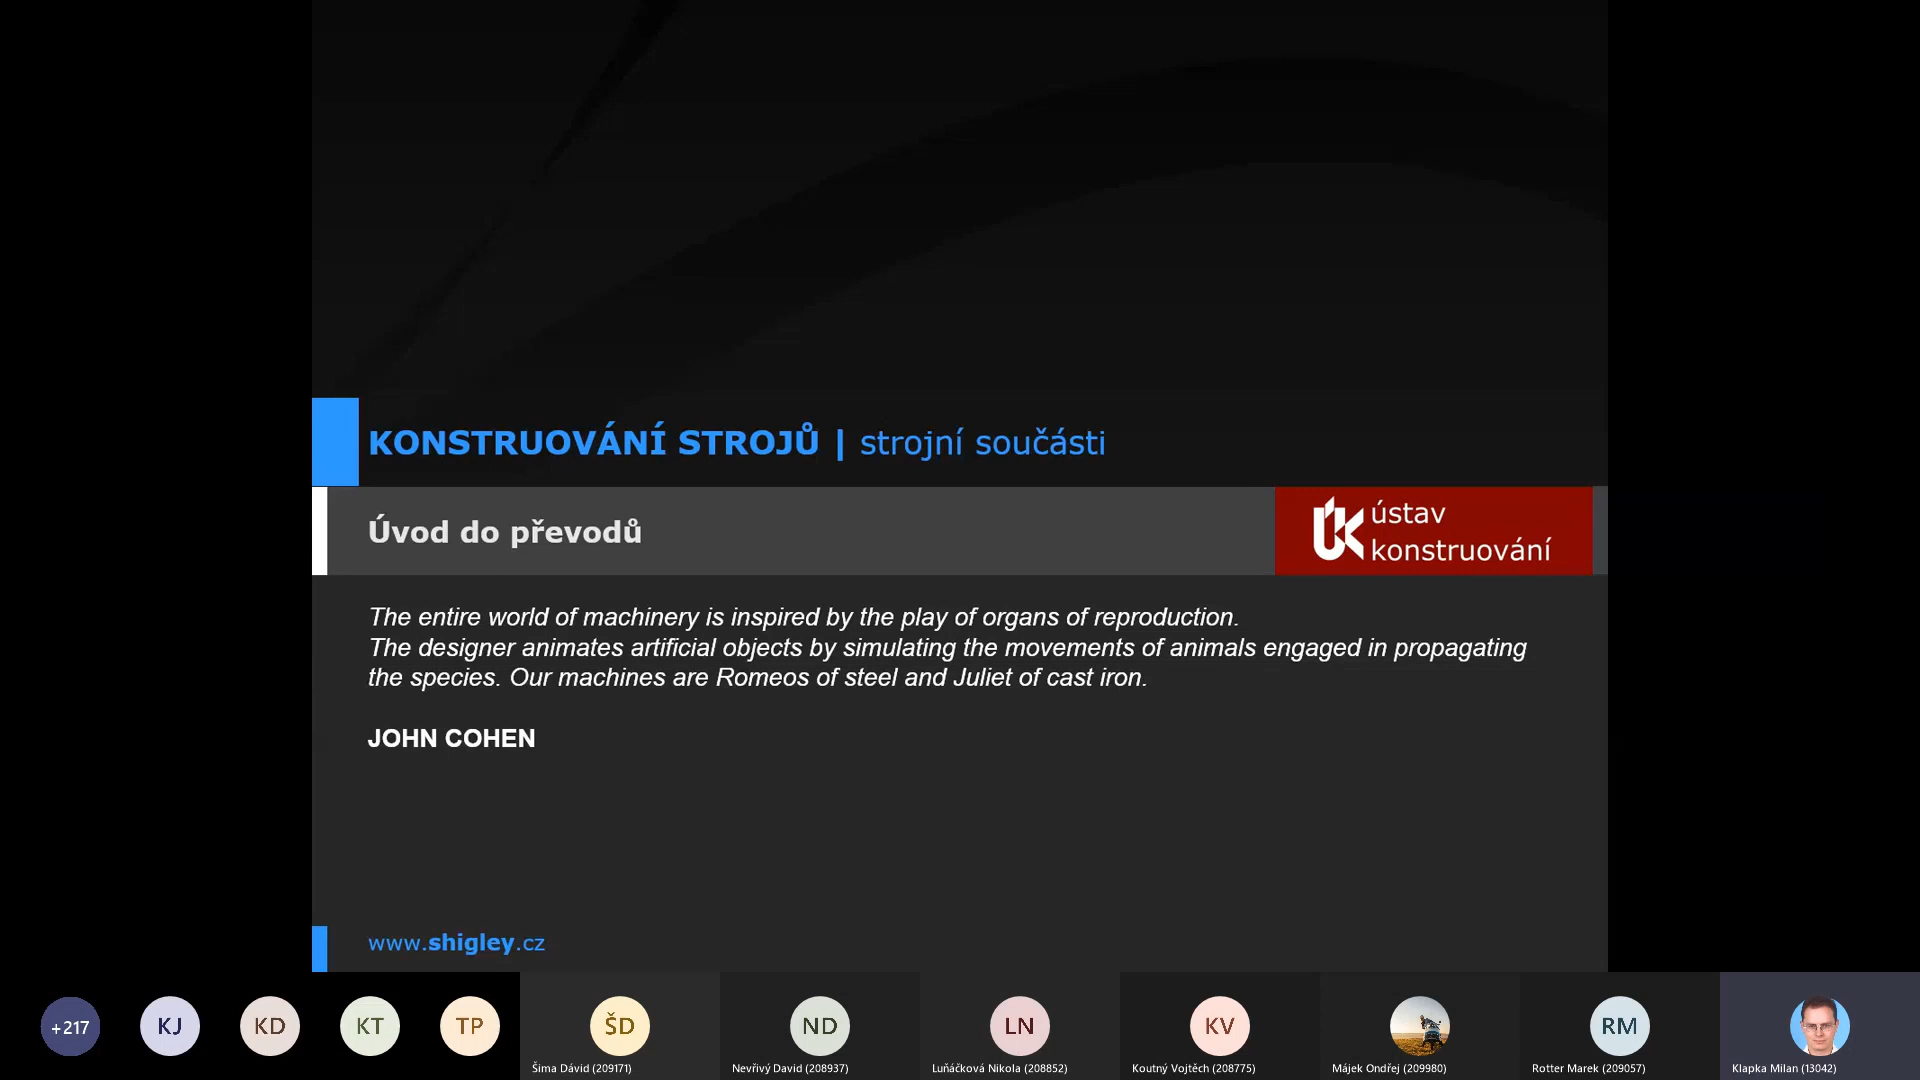 KONSTRUOVÁNÍ STROJŮ | strojní součásti
Úvod do převodů
ÚK ústav
konstruování
The entire world of machinery is inspired by the play of organs of reproduction.
The designer animates artificial objects by simulating the movements of animals engaged in propagating
the species. Our machines are Romeos of steel and Juliet of cast iron.
JOHN COHEN
www.shigley.cz
+217
KJ
KD
KT
TP
ŠD
ND
LN
KV
RM
Šima Dávid (209171)
Nevřivý David (208937)
Luňáčková Nikola (208852)
Koutný Vojtěch (208775)
Májek Ondřej (209980)
Rotter Marek (209057)
Klapka Milan (13042)